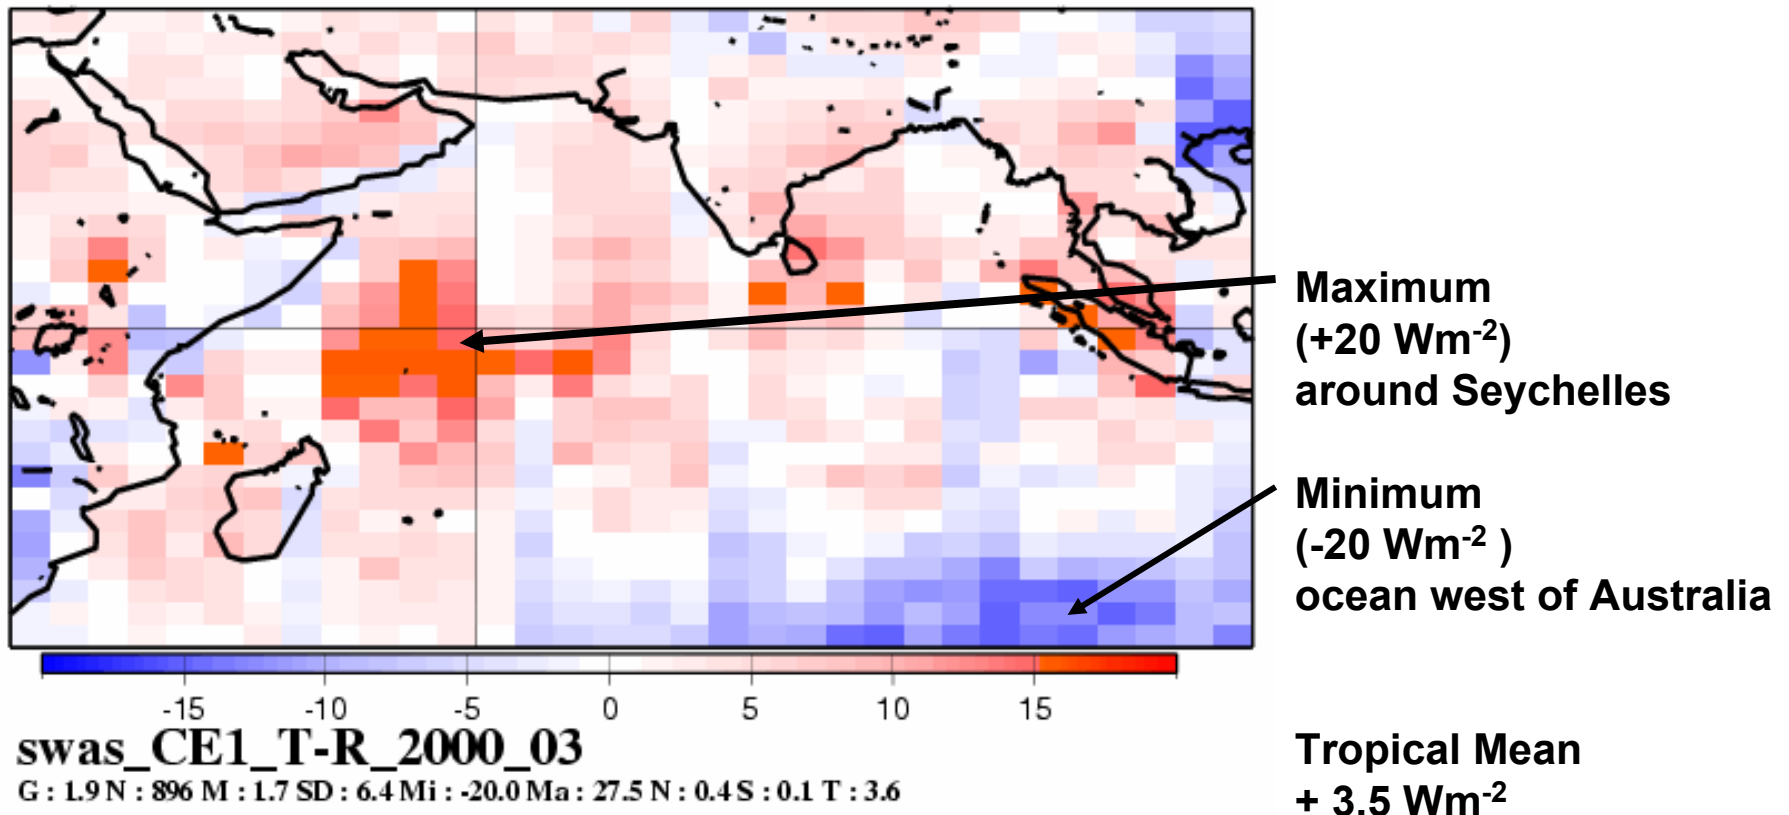 Maximum
(+20 Wm-2)
around Seychelles
Minimum
(-20 Wm-2 )
ocean west of Australia
-15 -10 -5 0 5 10 15
swas_CE1_T-R_2000_03
G : 1.9 N : 896 M : 1.7 SD : 6.4 Mi : -20.0 Ma : 27.5 N : 0.4 S : 0.1 T : 3.6
Tropical Mean
+ 3.5 Wm-2